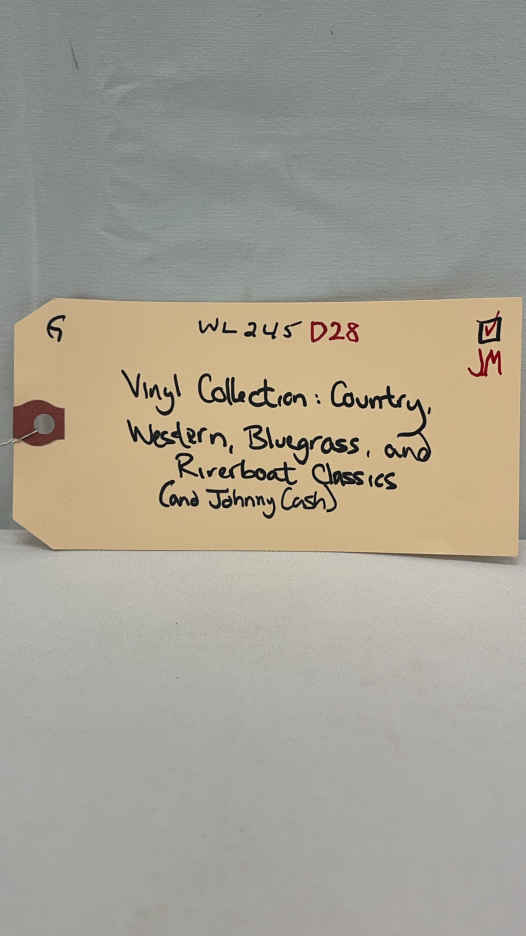 G WL245 D28
JM
Vinyl Collection: Country,
Western, Bluegrass, and
Riverboat Classics
(and Johnny Cash)